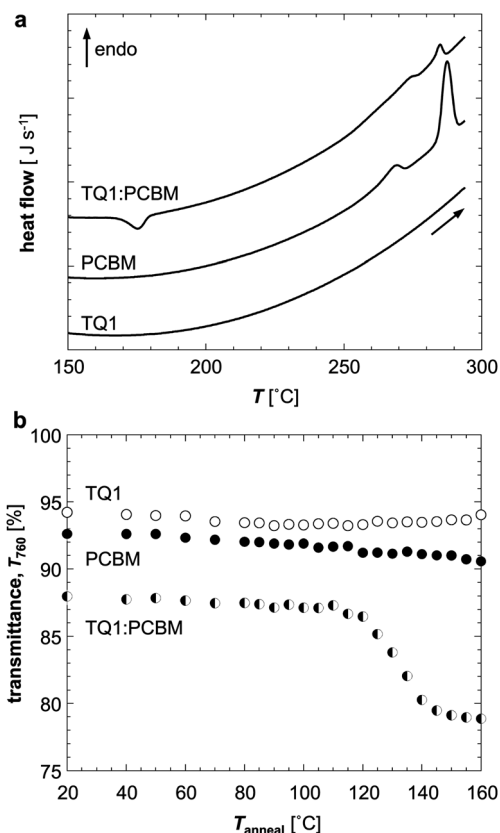 a
endo
heat flow [ J s-1]
TQ1:PCBM
PCBM
TQ1
150 200 250 300
T [˚C]
b
transmittance, T760 [%]
100
95
90
85
80
75
TQ1
PCBM
TQ1:PCBM
20 40 60 80 100 120 140 160
Tanneal [˚C]